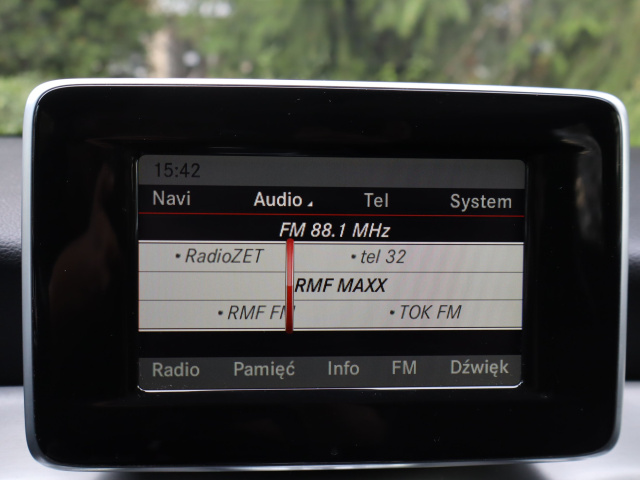 15:42
Navi Audio Tel System
FM 88.1 MHz
• RadioZET • tel 32
RMF MAXX
• RMF FM • TOK FM
Radio Pamięć Info FM Dźwięk